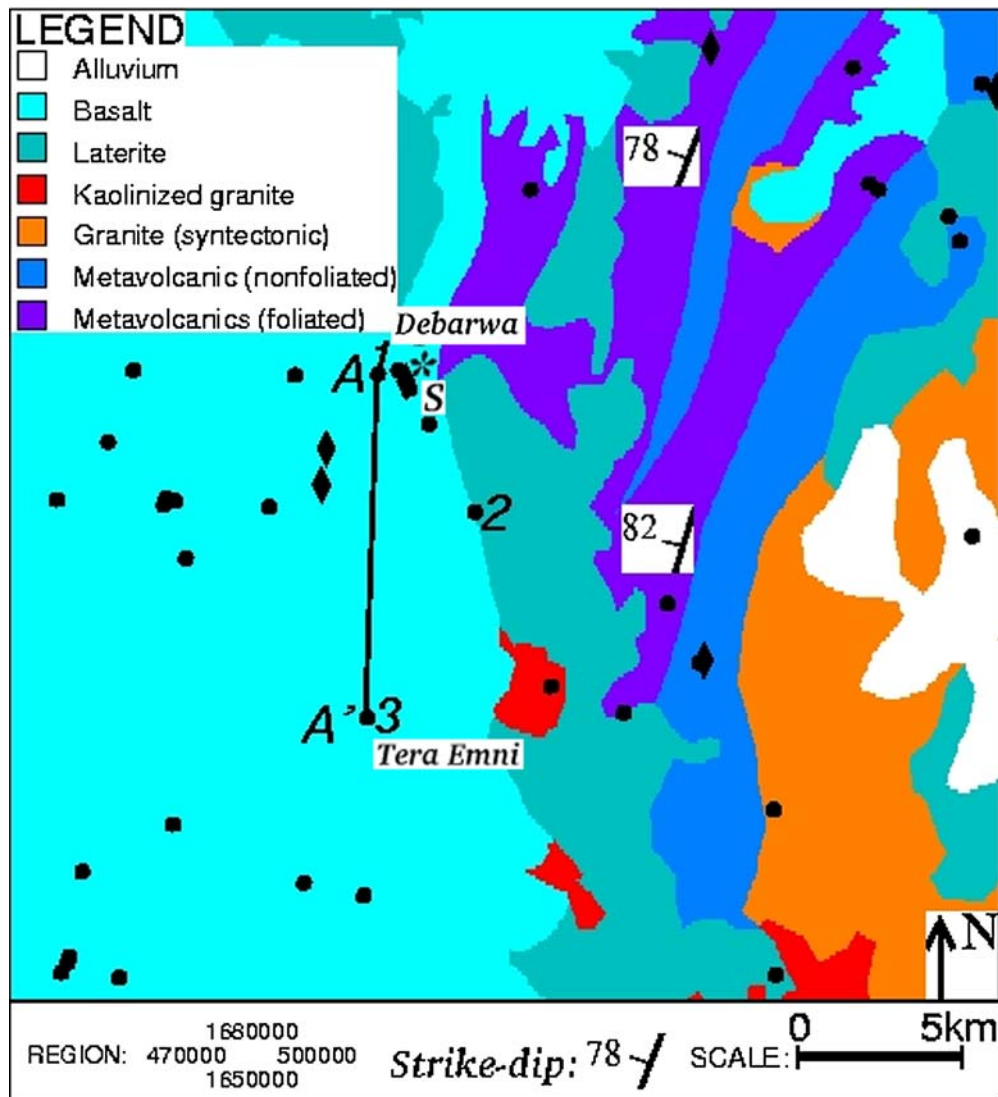 LEGEND
Alluvium
Basalt
Laterite
Kaolinized granite
Granite (syntectonic)
Metavolcanic (nonfoliated)
Metavolcanics (foliated)
78
Debarwa
1
A
S
2
82
A' 3
Tera Emni
N
1680000
REGION: 470000 500000
1650000
Strike-dip: 78
SCALE: 0 5km